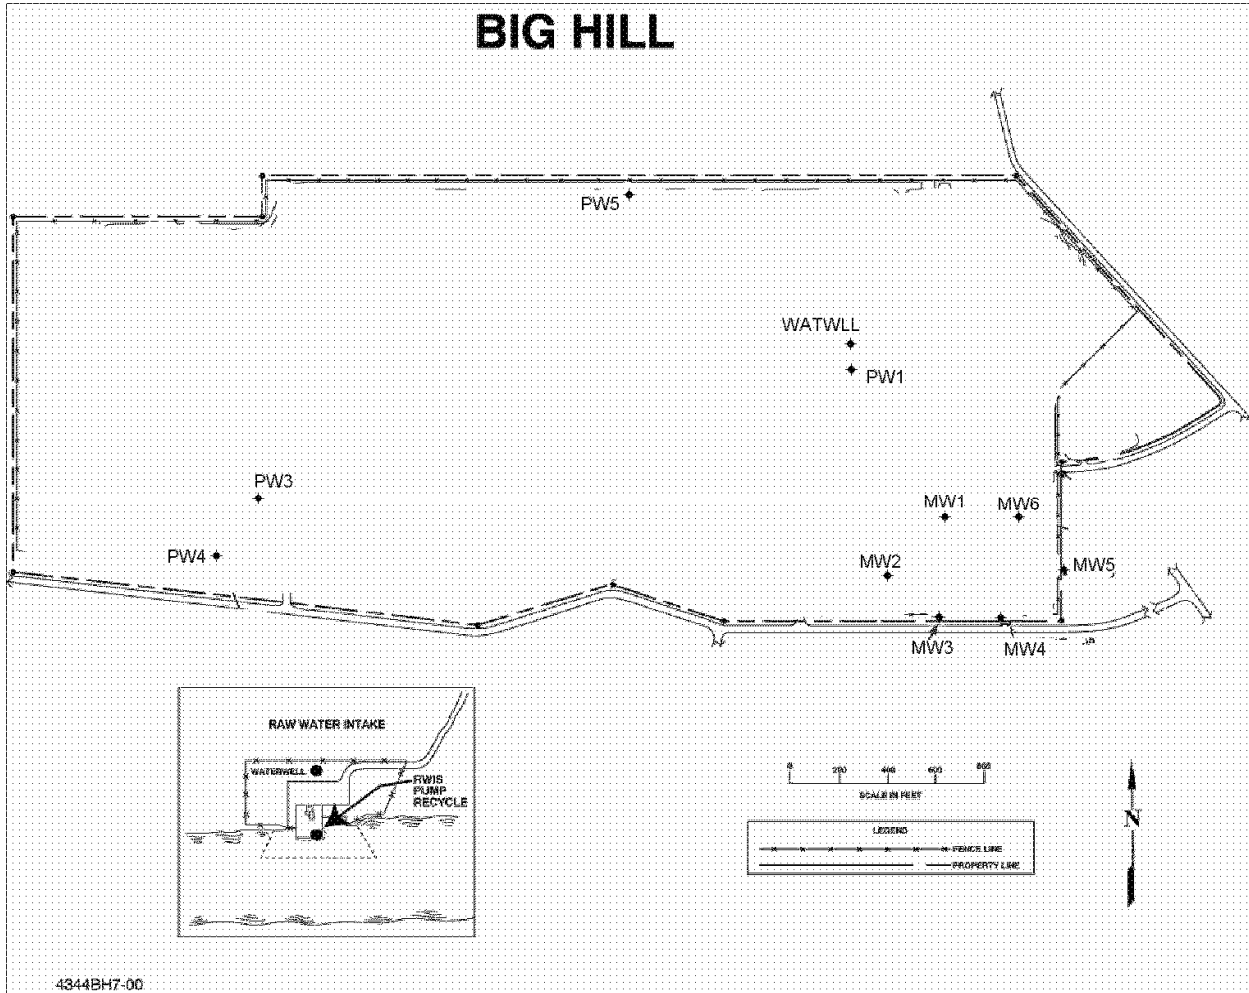 BIG HILL
PW5
WATWLL
PW1
PW3
MW1
MW6
PW4
MW2
MW5
MW3
MW4
RAW WATER INTAKE
WATERWELL
RWIS
PUMP
RECYCLE
0 200 400 600 800
SCALE IN FEET
N
LEGEND
FENCE LINE
PROPERTY LINE
4344BH7-00